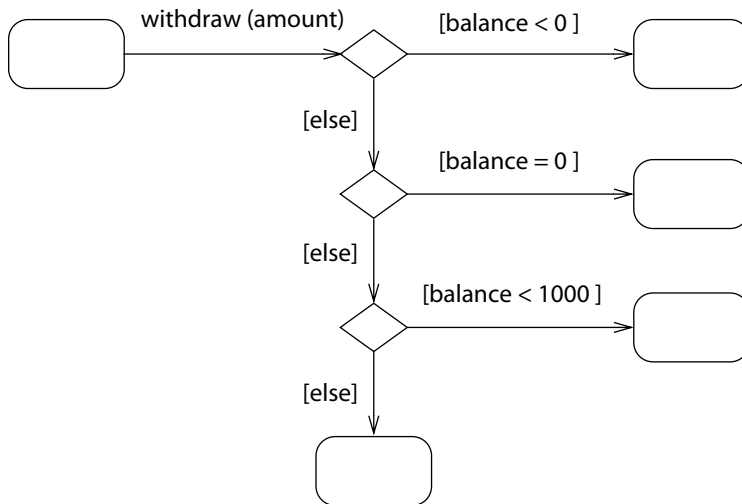 withdraw (amount)
[balance < 0 ]
[else]
[balance = 0 ]
[else]
[balance < 1000 ]
[else]